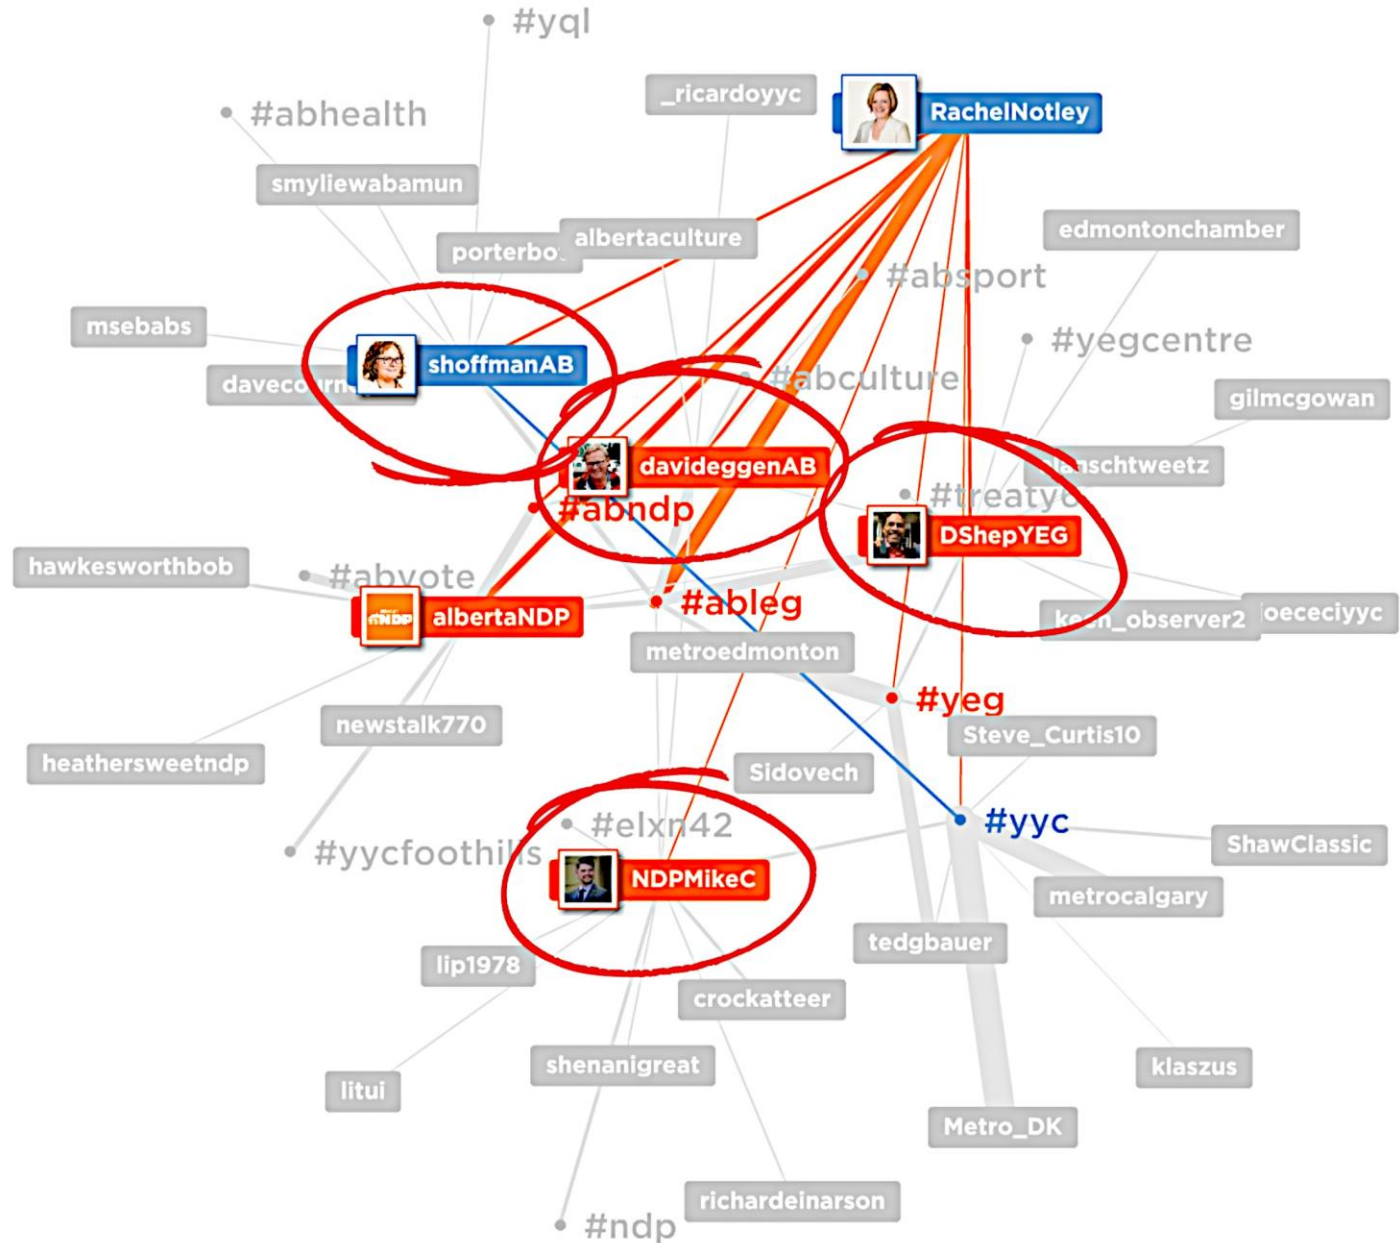 #yql
_ricardoyyc
RachelNotley
#abhealth
smyliewabamun
albertaculture
edmontonchamber
#absport
msebabs
#yegcentre
shoffmanAB
#abculture
gilmcgowan
davideggenAB
#abndp
DShepYEG
hawkesworthbob
#abvote
NDP
albertaNDP
#ableg
metroedmonton
#yeg
newstalk770
Steve_Curtis10
heathersweetndp
Sidovech
#yyc
#elxn42
#yycfoothills
ShawClassic
NDPMikeC
metrocalgary
tedgbauer
lip1978
crockatteer
shenanigreat
klaszus
litui
Metro_DK
richardeinarson
#ndp